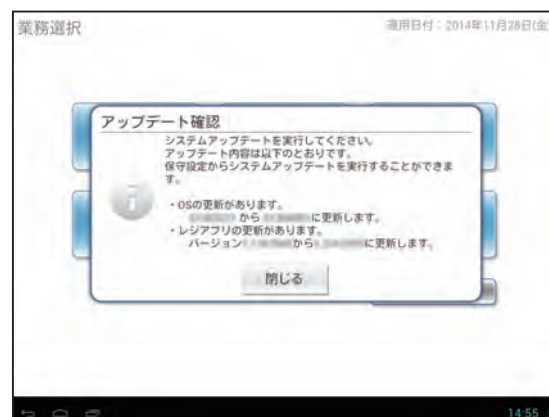 業務選択
運用日付：2014年11月28日(金
アップデート確認
システムアップデートを実行してください。
アップデート内容は以下のとおりです。
保守設定からシステムアップデートを実行することができま
す。
・OSの更新があります。
から に更新します。
・レジアプリの更新があります。
バージョン から に更新します。
閉じる
14:55